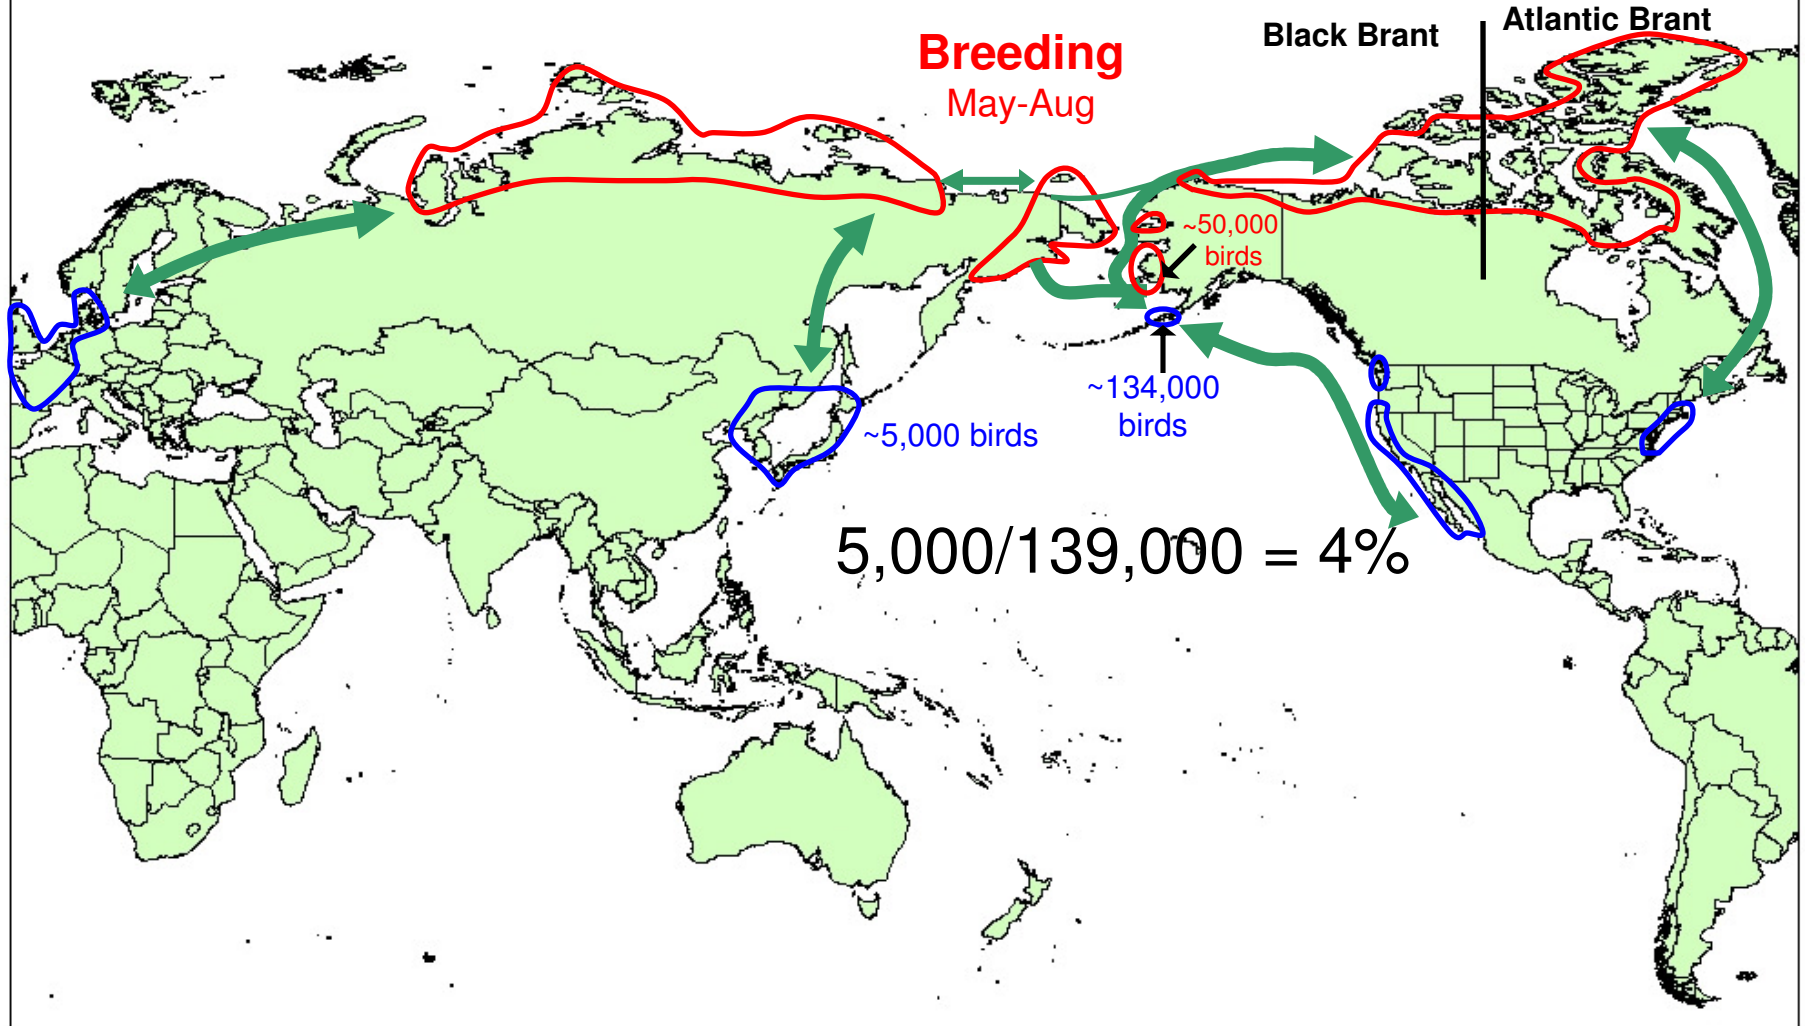 Atlantic Brant
Black Brant
Breeding
May-Aug
~50,000
birds
~134,000
birds
~5,000 birds
5,000/139,000 = 4%